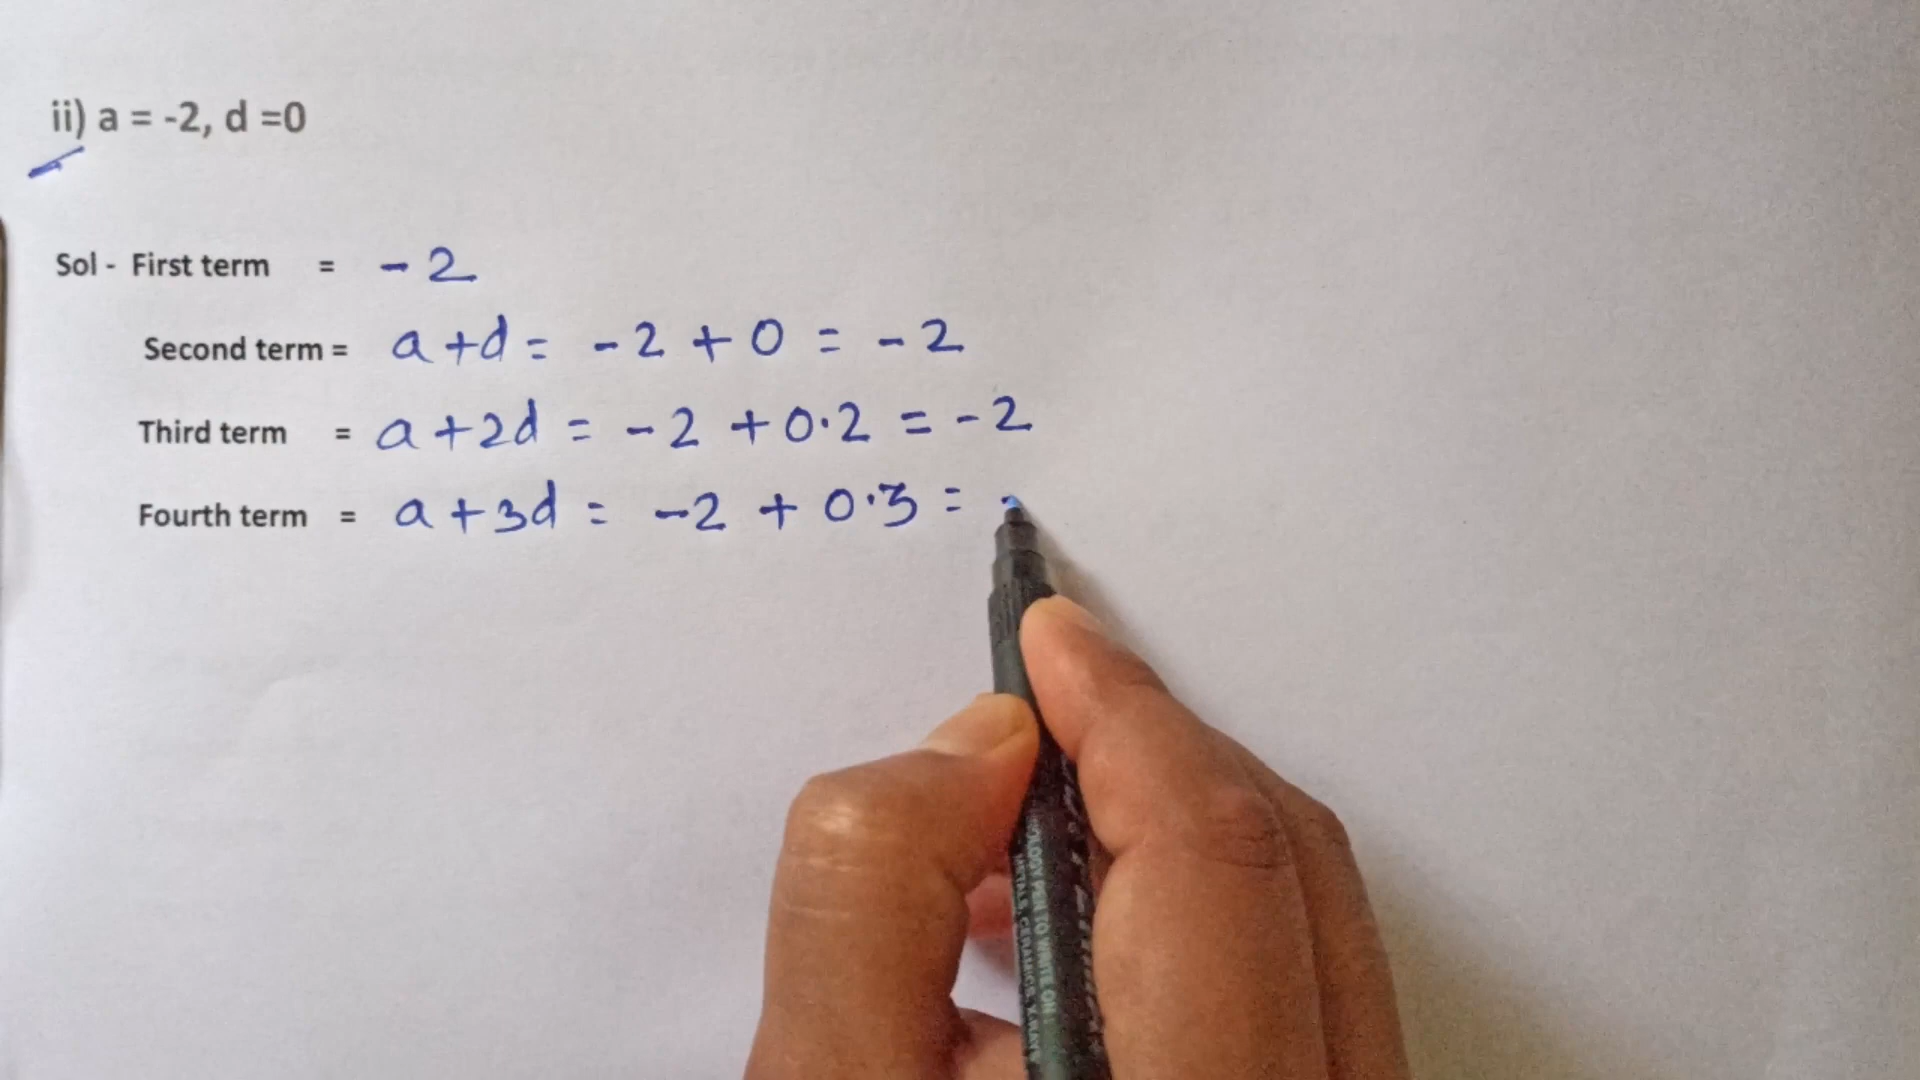 ii) a = -2, d =0
Sol - First term = - 2
Second term = a + d = - 2 + 0 = - 2
Third term = a + 2d = - 2 + 0·2 = - 2
Fourth term = a + 3d = -2 + 0·3 =